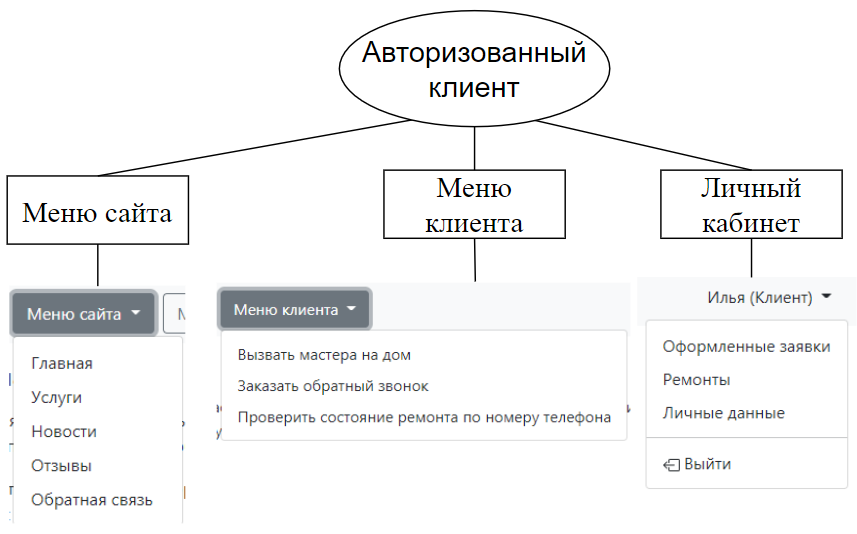 Авторизованный
клиент
Меню сайта
Меню
клиента
Личный
кабинет
Меню сайта
Главная
Услуги
Новости
Отзывы
Обратная связь
Меню клиента
Вызвать мастера на дом
Заказать обратный звонок
Проверить состояние ремонта по номеру телефона
Илья (Клиент)
Оформленные заявки
Ремонты
Личные данные
Выйти